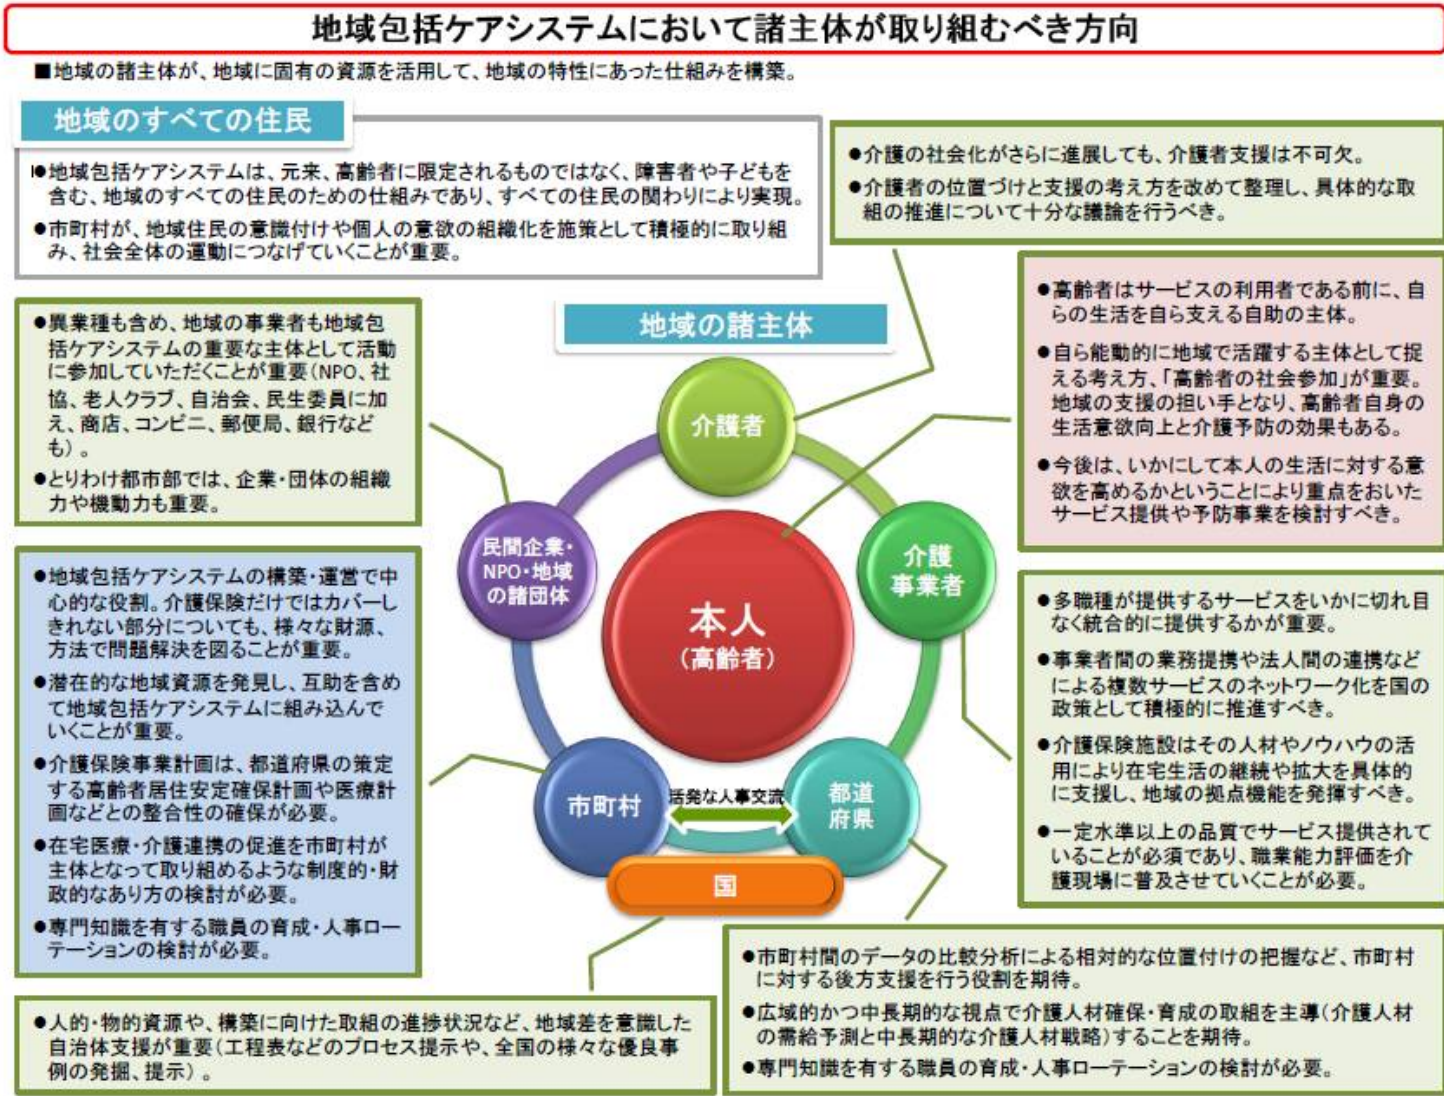 地域包括ケアシステムにおいて諸主体が取り組むべき方向
■地域の諸主体が、地域に固有の資源を活用して、地域の特性にあった仕組みを構築。
地域のすべての住民
●地域包括ケアシステムは、元来、高齢者に限定されるものではなく、障害者や子どもを
含む、地域のすべての住民のための仕組みであり、すべての住民の関わりにより実現。
●市町村が、地域住民の意識付けや個人の意欲の組織化を施策として積極的に取り組
み、社会全体の運動につなげていくことが重要。
●介護の社会化がさらに進展しても、介護者支援は不可欠。
●介護者の位置づけと支援の考え方を改めて整理し、具体的な取
組の推進について十分な議論を行うべき。
●異業種も含め、地域の事業者も地域包
括ケアシステムの重要な主体として活動
に参加していただくことが重要(NPO、社
協、老人クラブ、自治会、民生委員に加
え、商店、コンビニ、郵便局、銀行など
も)。
●とりわけ都市部では、企業・団体の組織
力や機動力も重要。
地域の諸主体
●高齢者はサービスの利用者である前に、自
らの生活を自ら支える自助の主体。
●自ら能動的に地域で活躍する主体として捉
える考え方、「高齢者の社会参加」が重要。
地域の支援の担い手となり、高齢者自身の
生活意欲向上と介護予防の効果もある。
●今後は、いかにして本人の生活に対する意
欲を高めるかということにより重点をおいた
サービス提供や予防事業を検討すべき。
介護者
民間企業・
NPO・地域
の諸団体
介護
事業者
本人
(高齢者)
市町村
活発な人事交流
都道
府県
国
●地域包括ケアシステムの構築・運営で中
心的な役割。介護保険だけではカバーし
きれない部分についても、様々な財源、
方法で問題解決を図ることが重要。
●潜在的な地域資源を発見し、互助を含め
て地域包括ケアシステムに組み込んで
いくことが重要。
●介護保険事業計画は、都道府県の策定
する高齢者居住安定確保計画や医療計
画などとの整合性の確保が必要。
●在宅医療・介護連携の促進を市町村が
主体となって取り組めるような制度的・財
政的なあり方の検討が必要。
●専門知識を有する職員の育成・人事ロー
テーションの検討が必要。
●多職種が提供するサービスをいかに切れ目
なく統合的に提供するかが重要。
●事業者間の業務提携や法人間の連携など
による複数サービスのネットワーク化を国の
政策として積極的に推進すべき。
●介護保険施設はその人材やノウハウの活
用により在宅生活の継続や拡大を具体的
に支援し、地域の拠点機能を発揮すべき。
●一定水準以上の品質でサービス提供されて
いることが必須であり、職業能力評価を介
護現場に普及させていくことが必要。
●人的・物的資源や、構築に向けた取組の進捗状況など、地域差を意識した
自治体支援が重要(工程表などのプロセス提示や、全国の様々な優良事
例の発掘、提示)。
●市町村間のデータの比較分析による相対的な位置付けの把握など、市町村
に対する後方支援を行う役割を期待。
●広域的かつ中長期的な視点で介護人材確保・育成の取組を主導(介護人材
の需給予測と中長期的な介護人材戦略)することを期待。
●専門知識を有する職員の育成・人事ローテーションの検討が必要。